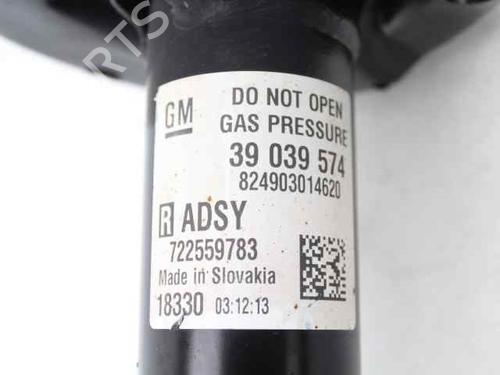 PARTS
GM
DO NOT OPEN
GAS PRESSURE
39 039 574
824903014620
R ADSY
722559783
Made in Slovakia
18330 03:12:13